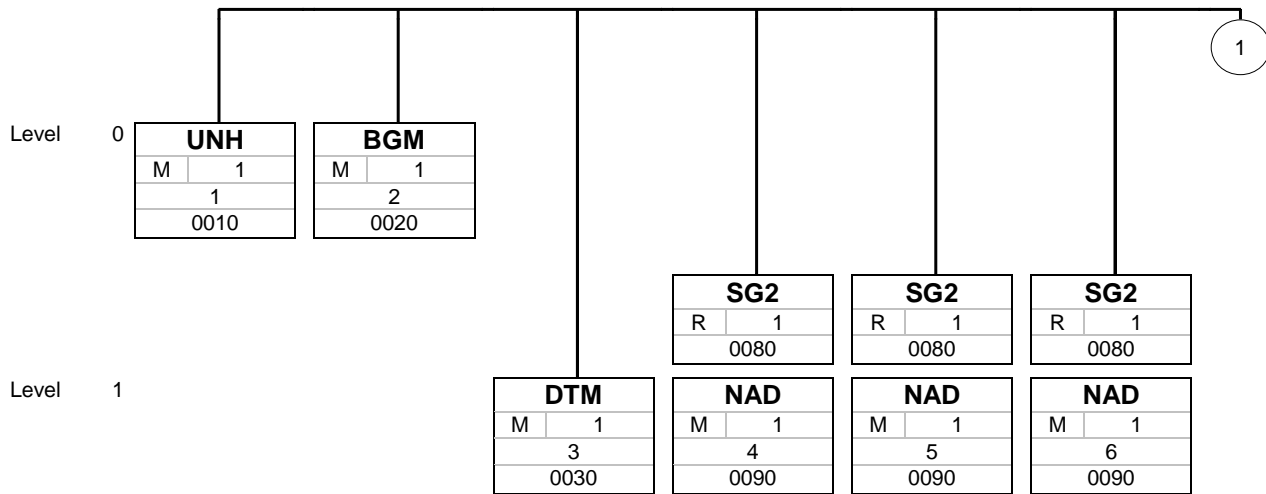 1
Level 0 UNH BGM
M 1 M 1
1 2
0010 0020
SG2 SG2 SG2
R 1 R 1 R 1
0080 0080 0080
Level 1 DTM NAD NAD NAD
M 1 M 1 M 1 M 1
3 4 5 6
0030 0090 0090 0090